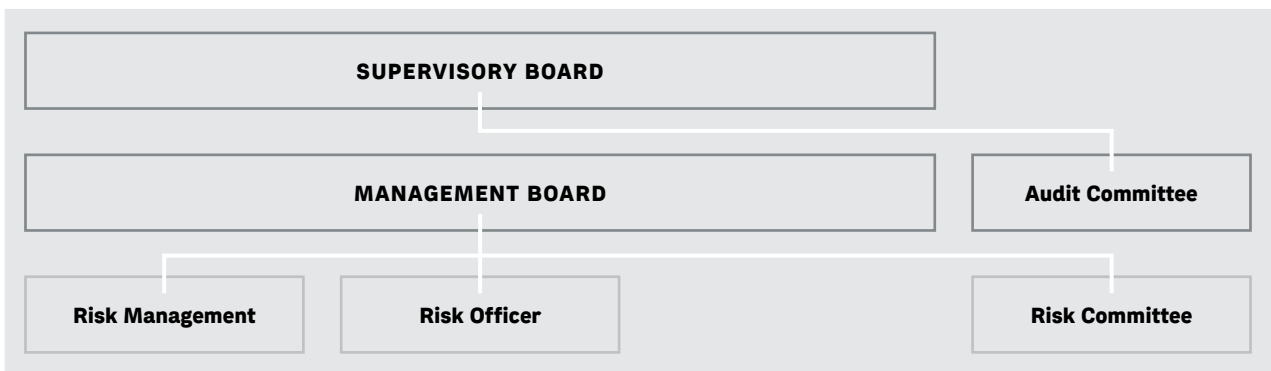 SUPERVISORY BOARD
MANAGEMENT BOARD
Audit Committee
Risk Management
Risk Officer
Risk Committee